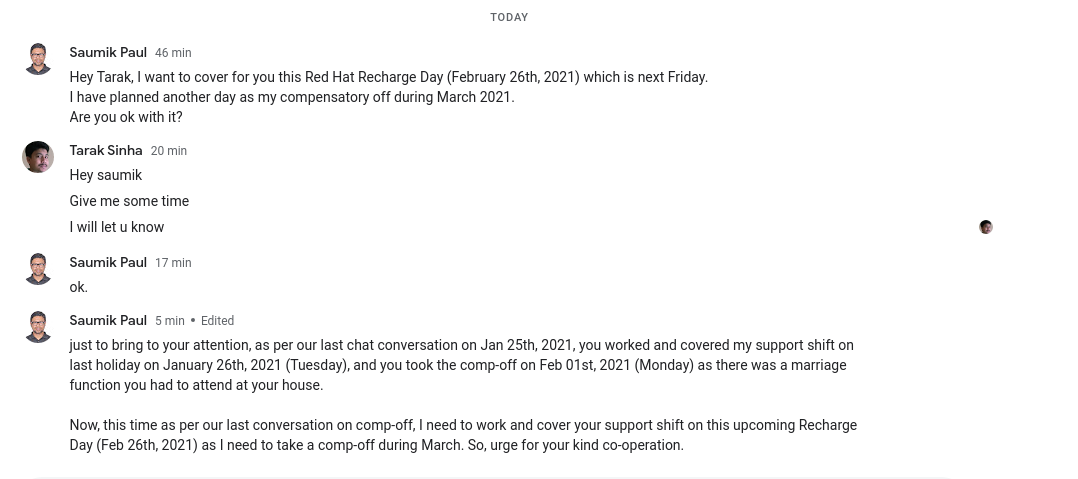 TODAY
Saumik Paul 46 min
Hey Tarak, I want to cover for you this Red Hat Recharge Day (February 26th, 2021) which is next Friday.
I have planned another day as my compensatory off during March 2021.
Are you ok with it?
Tarak Sinha 20 min
Hey saumik
Give me some time
I will let u know
Saumik Paul 17 min
ok.
Saumik Paul 5 min • Edited
just to bring to your attention, as per our last chat conversation on Jan 25th, 2021, you worked and covered my support shift on
last holiday on January 26th, 2021 (Tuesday), and you took the comp-off on Feb 01st, 2021 (Monday) as there was a marriage
function you had to attend at your house.
Now, this time as per our last conversation on comp-off, I need to work and cover your support shift on this upcoming Recharge
Day (Feb 26th, 2021) as I need to take a comp-off during March. So, urge for your kind co-operation.